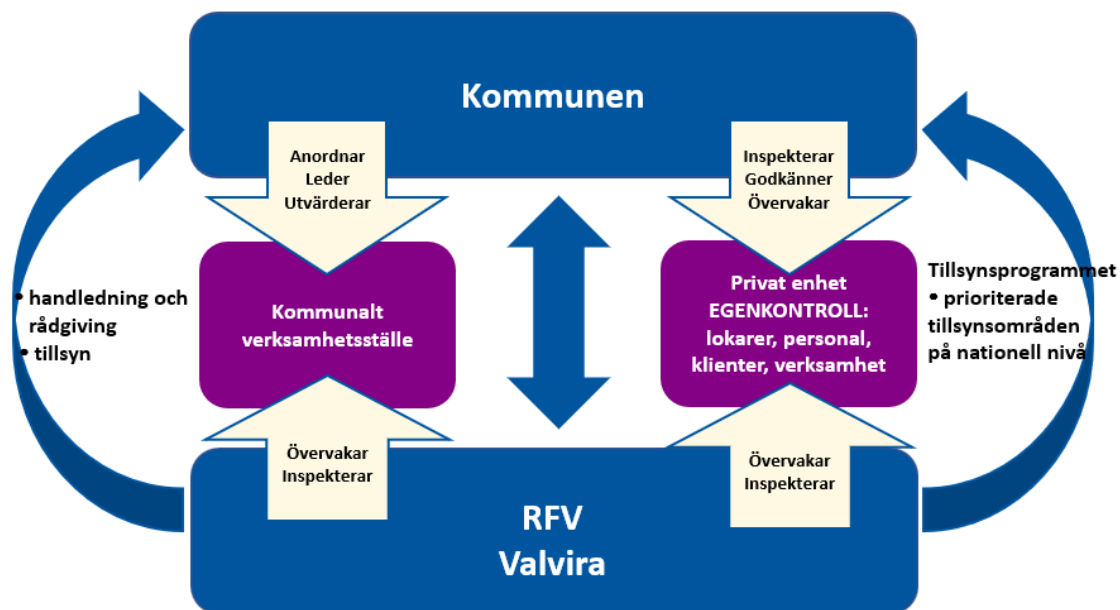 Kommunen
Anordnar
Leder
Utvärderar
Inspekterar
Godkänner
Övervakar
• handledning och
rådgiving
• tillsyn
Kommunalt
verksamhetsställe
Privat enhet
EGENKONTROLL:
lokarer, personal,
klienter, verksamhet
Tillsynsprogrammet
• prioriterade
tillsynsområden
på nationell nivå
Övervakar
Inspekterar
Övervakar
Inspekterar
RFV
Valvira